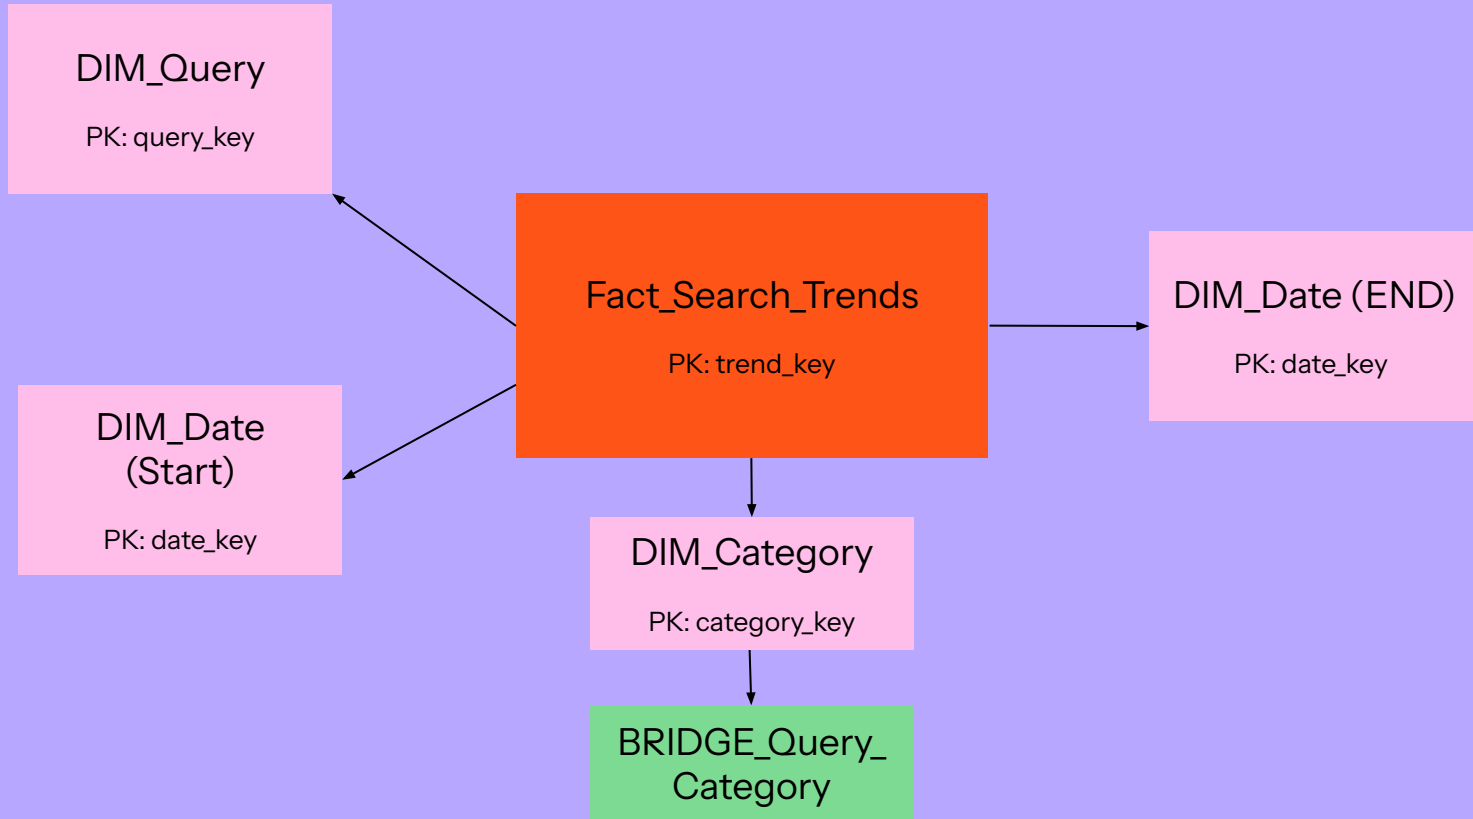 DIM_Query
PK: query_key
Fact_Search_Trends
PK: trend_key
DIM_Date (END)
PK: date_key
DIM_Date
(Start)
PK: date_key
DIM_Category
PK: category_key
BRIDGE_Query_
Category